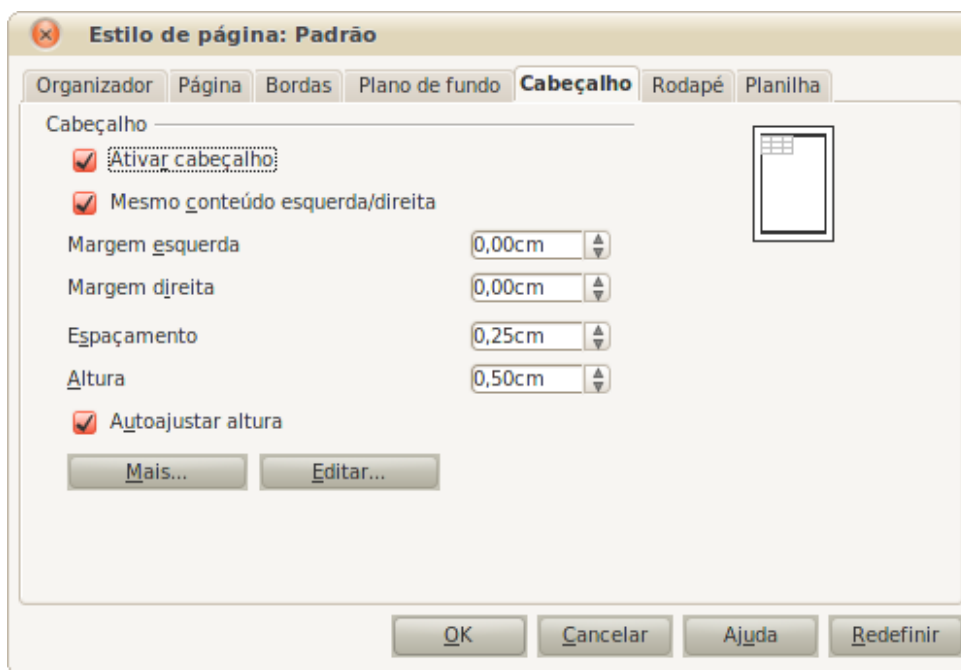 Estilo de página: Padrão
Organizador Página Bordas Plano de fundo Cabeçalho Rodapé Planilha
Cabeçalho
Ativar cabeçalho
Mesmo conteúdo esquerda/direita
Margem esquerda 0,00cm
Margem direita 0,00cm
Espaçamento 0,25cm
Altura 0,50cm
Autoajustar altura
Mais... Editar...
OK Cancelar Ajuda Redefinir